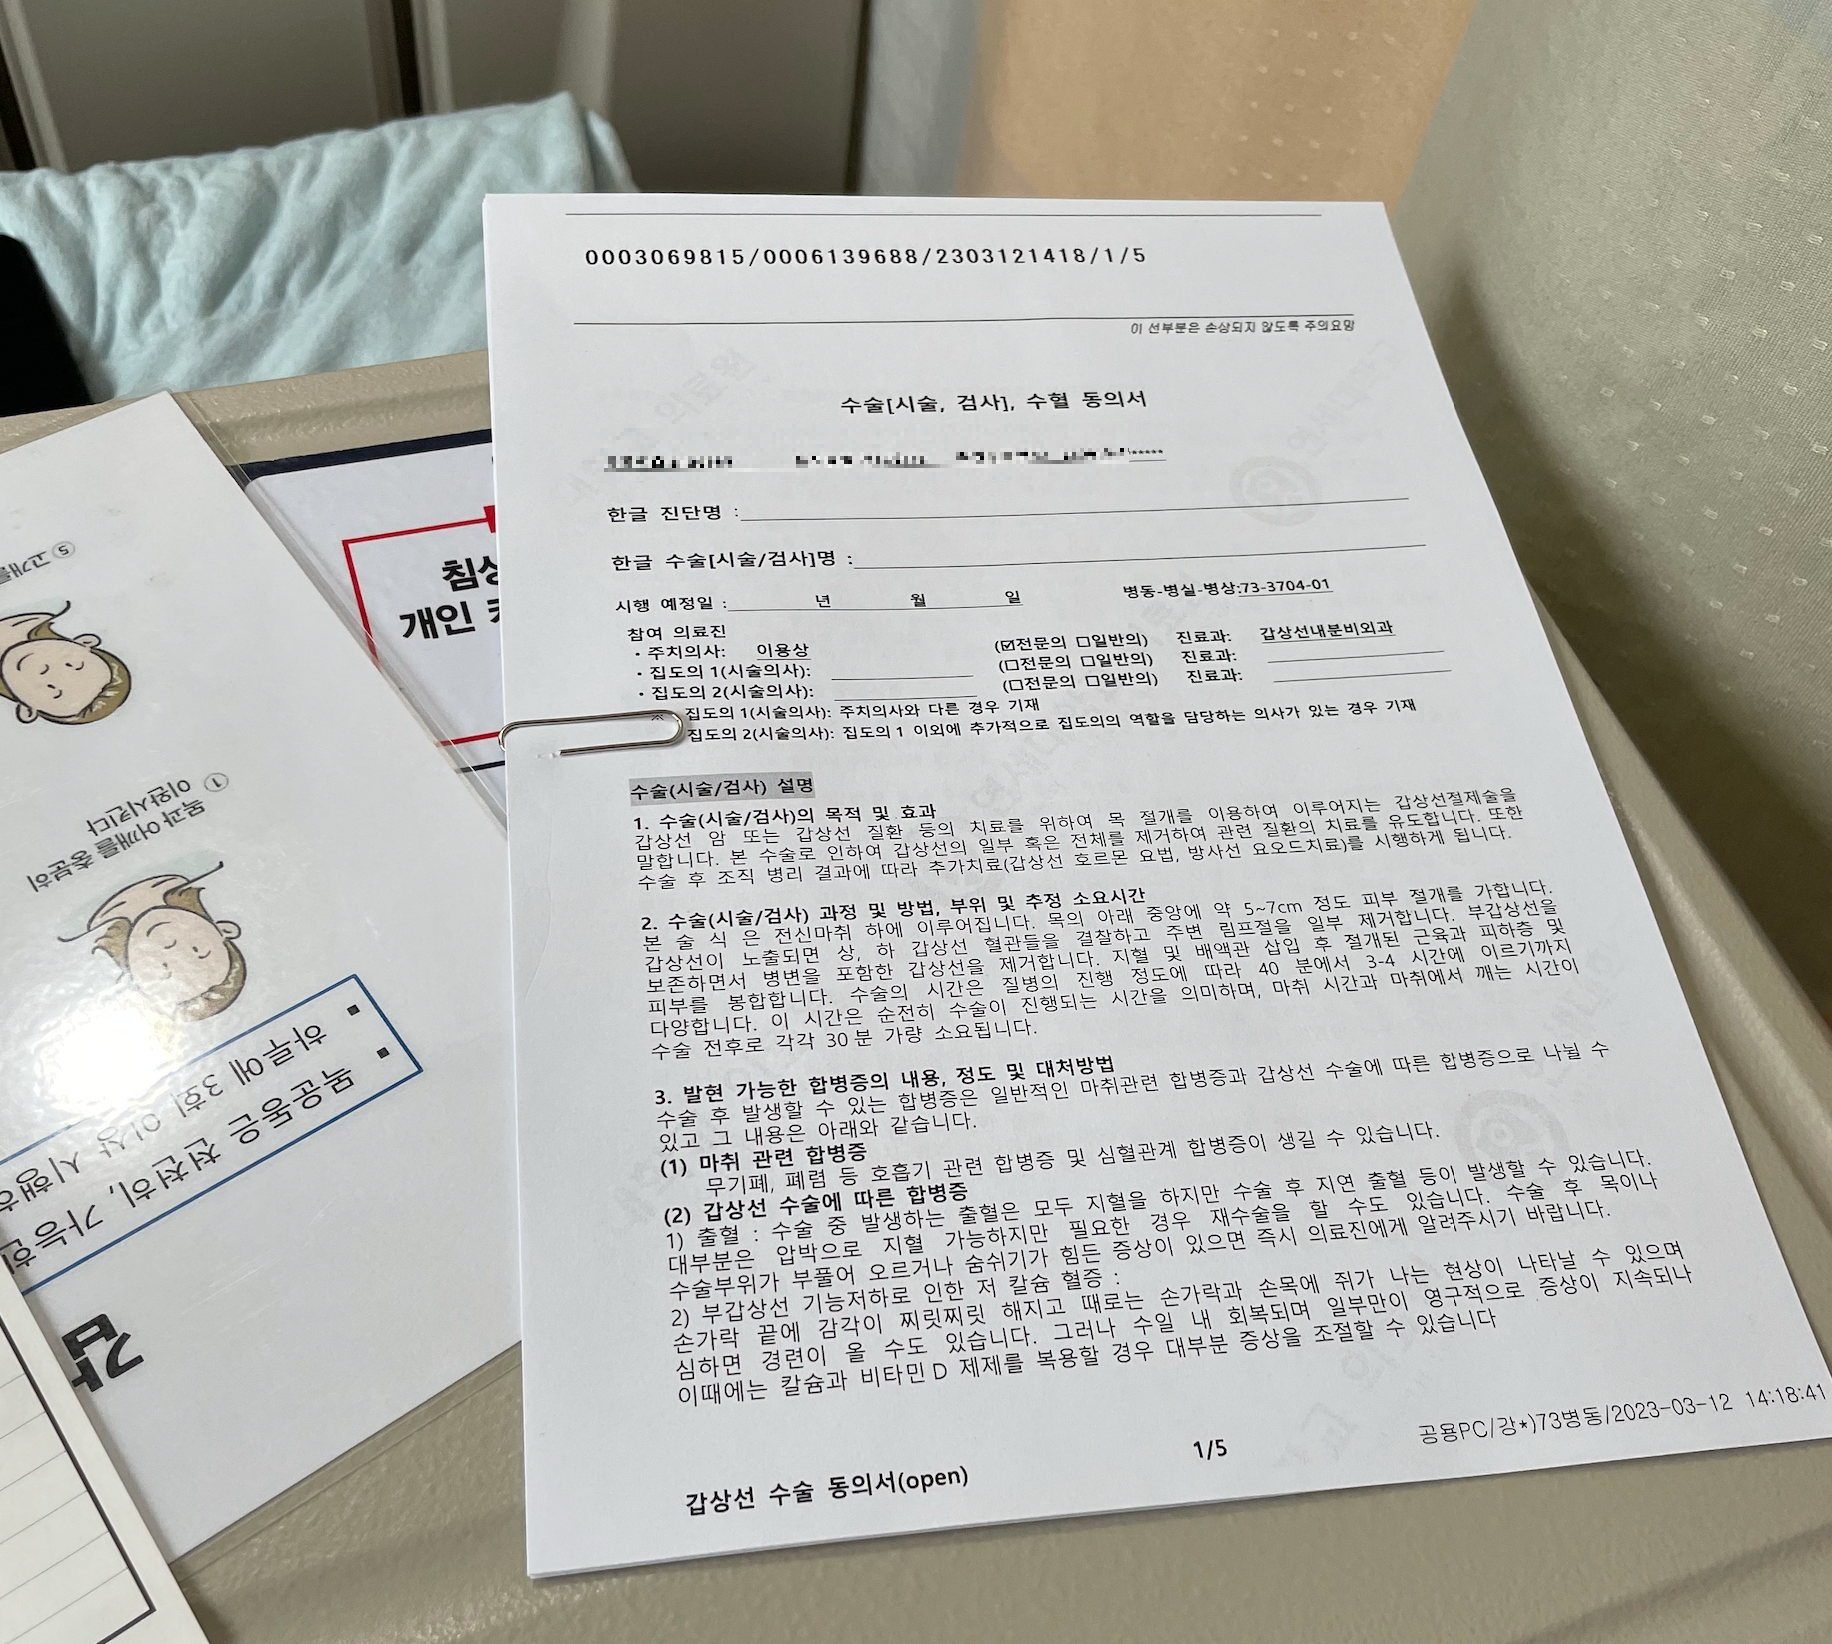 0003069815/0006139688/2303121418/1/5
이 선부분은 손상되지 않도록 주의요망
수술[시술, 검사], 수혈 동의서
한글 진단명 :
한글 수술[시술/검사]명 :
시행 예정일 : 년 월 일 병동-병실-병상:73-3704-01
참여 의료진
• 주치의사: 이용상 (☑전문의 □일반의) 진료과: 갑상선내분비외과
• 집도의 1(시술의사): (□전문의 □일반의) 진료과:
• 집도의 2(시술의사): (□전문의 □일반의) 진료과:
※ 집도의 1(시술의사): 주치의사와 다른 경우 기재
집도의 2(시술의사): 집도의 1 이외에 추가적으로 집도의의 역할을 담당하는 의사가 있는 경우 기재
수술(시술/검사) 설명
1. 수술(시술/검사)의 목적 및 효과
갑상선 암 또는 갑상선 질환 등의 치료를 위하여 목 절개를 이용하여 이루어지는 갑상선절제술을
말합니다. 본 수술로 인하여 갑상선의 일부 혹은 전체를 제거하여 관련 질환의 치료를 유도합니다. 또한
수술 후 조직 병리 결과에 따라 추가치료(갑상선 호르몬 요법, 방사선 요오드치료)를 시행하게 됩니다.
2. 수술(시술/검사) 과정 및 방법, 부위 및 추정 소요시간
본 술 식 은 전신마취 하에 이루어집니다. 목의 아래 중앙에 약 5~7cm 정도 피부 절개를 가합니다.
갑상선이 노출되면 상, 하 갑상선 혈관들을 결찰하고 주변 림프절을 일부 제거합니다. 부갑상선을
보존하면서 병변을 포함한 갑상선을 제거합니다. 지혈 및 배액관 삽입 후 절개된 근육과 피하층 및
피부를 봉합합니다. 수술의 시간은 질병의 진행 정도에 따라 40 분에서 3-4 시간에 이르기까지
다양합니다. 이 시간은 순전히 수술이 진행되는 시간을 의미하며, 마취 시간과 마취에서 깨는 시간이
수술 전후로 각각 30 분 가량 소요됩니다.
3. 발현 가능한 합병증의 내용, 정도 및 대처방법
수술 후 발생할 수 있는 합병증은 일반적인 마취관련 합병증과 갑상선 수술에 따른 합병증으로 나뉠 수
있고 그 내용은 아래와 같습니다.
(1) 마취 관련 합병증
무기폐, 폐렴 등 호흡기 관련 합병증 및 심혈관계 합병증이 생길 수 있습니다.
(2) 갑상선 수술에 따른 합병증
1) 출혈 : 수술 중 발생하는 출혈은 모두 지혈을 하지만 수술 후 지연 출혈 등이 발생할 수 있습니다.
대부분은 압박으로 지혈 가능하지만 필요한 경우 재수술을 할 수도 있습니다. 수술 후 목이나
수술부위가 부풀어 오르거나 숨쉬기가 힘든 증상이 있으면 즉시 의료진에게 알려주시기 바랍니다.
2) 부갑상선 기능저하로 인한 저 칼슘 혈증 :
손가락 끝에 감각이 찌릿찌릿 해지고 때로는 손가락과 손목에 쥐가 나는 현상이 나타날 수 있으며
심하면 경련이 올 수도 있습니다. 그러나 수일 내 회복되며 일부만이 영구적으로 증상이 지속되나
이때에는 칼슘과 비타민 D 제제를 복용할 경우 대부분 증상을 조절할 수 있습니다
공용PC/강*)73병동/2023-03-12 14:18:41
1/5
갑상선 수술 동의서(open)
침상
개인
⑤ 고개를
① 목과 어깨를 충분히
이완시킨다
▪ 목운동은 천천히, 가능한
▪ 하루에 3회 이상 시행
갑